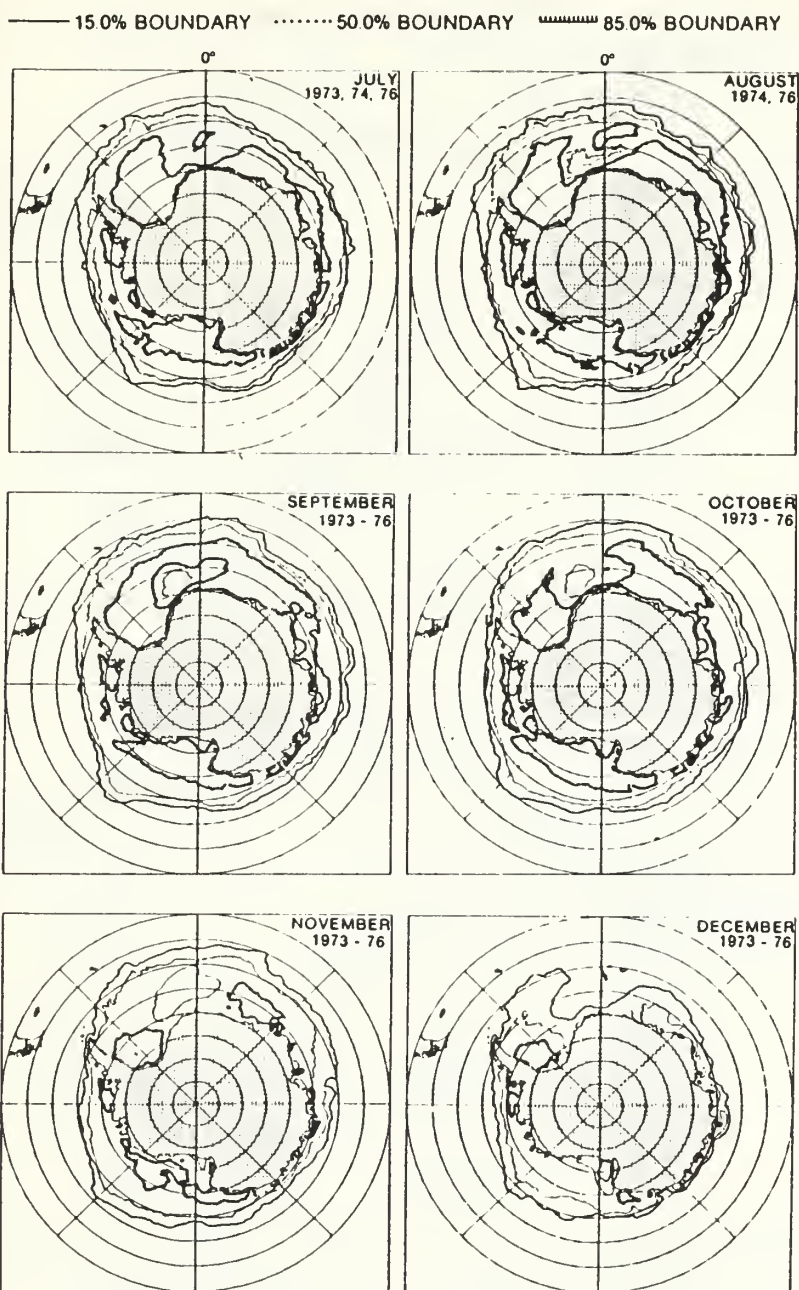 15.0% BOUNDARY 50.0% BOUNDARY 85.0% BOUNDARY
0° 0°
JULY
1973, 74, 76
AUGUST
1974, 76
SEPTEMBER
1973 - 76
OCTOBER
1973 - 76
NOVEMBER
1973 - 76
DECEMBER
1973 - 76